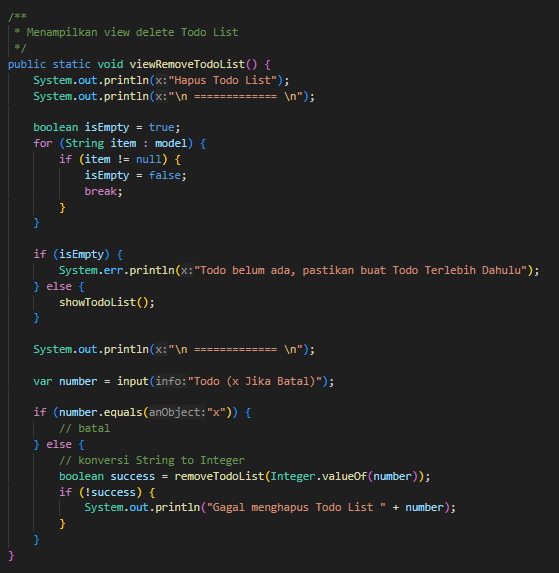 /**
 * Menampilkan view delete Todo List
 */
public static void viewRemoveTodoList() {
    System.out.println(x:"Hapus Todo List");
    System.out.println(x:"\n ============= \n");

    boolean isEmpty = true;
    for (String item : model) {
        if (item != null) {
            isEmpty = false;
            break;
        }
    }

    if (isEmpty) {
        System.err.println(x:"Todo belum ada, pastikan buat Todo Terlebih Dahulu");
    } else {
        showTodoList();
    }

    System.out.println(x:"\n ============= \n");

    var number = input(info:"Todo (x Jika Batal)");

    if (number.equals(anObject:"x")) {
        // batal
    } else {
        // konversi String to Integer
        boolean success = removeTodoList(Integer.valueOf(number));
        if (!success) {
            System.out.println("Gagal menghapus Todo List " + number);
        }
    }
}